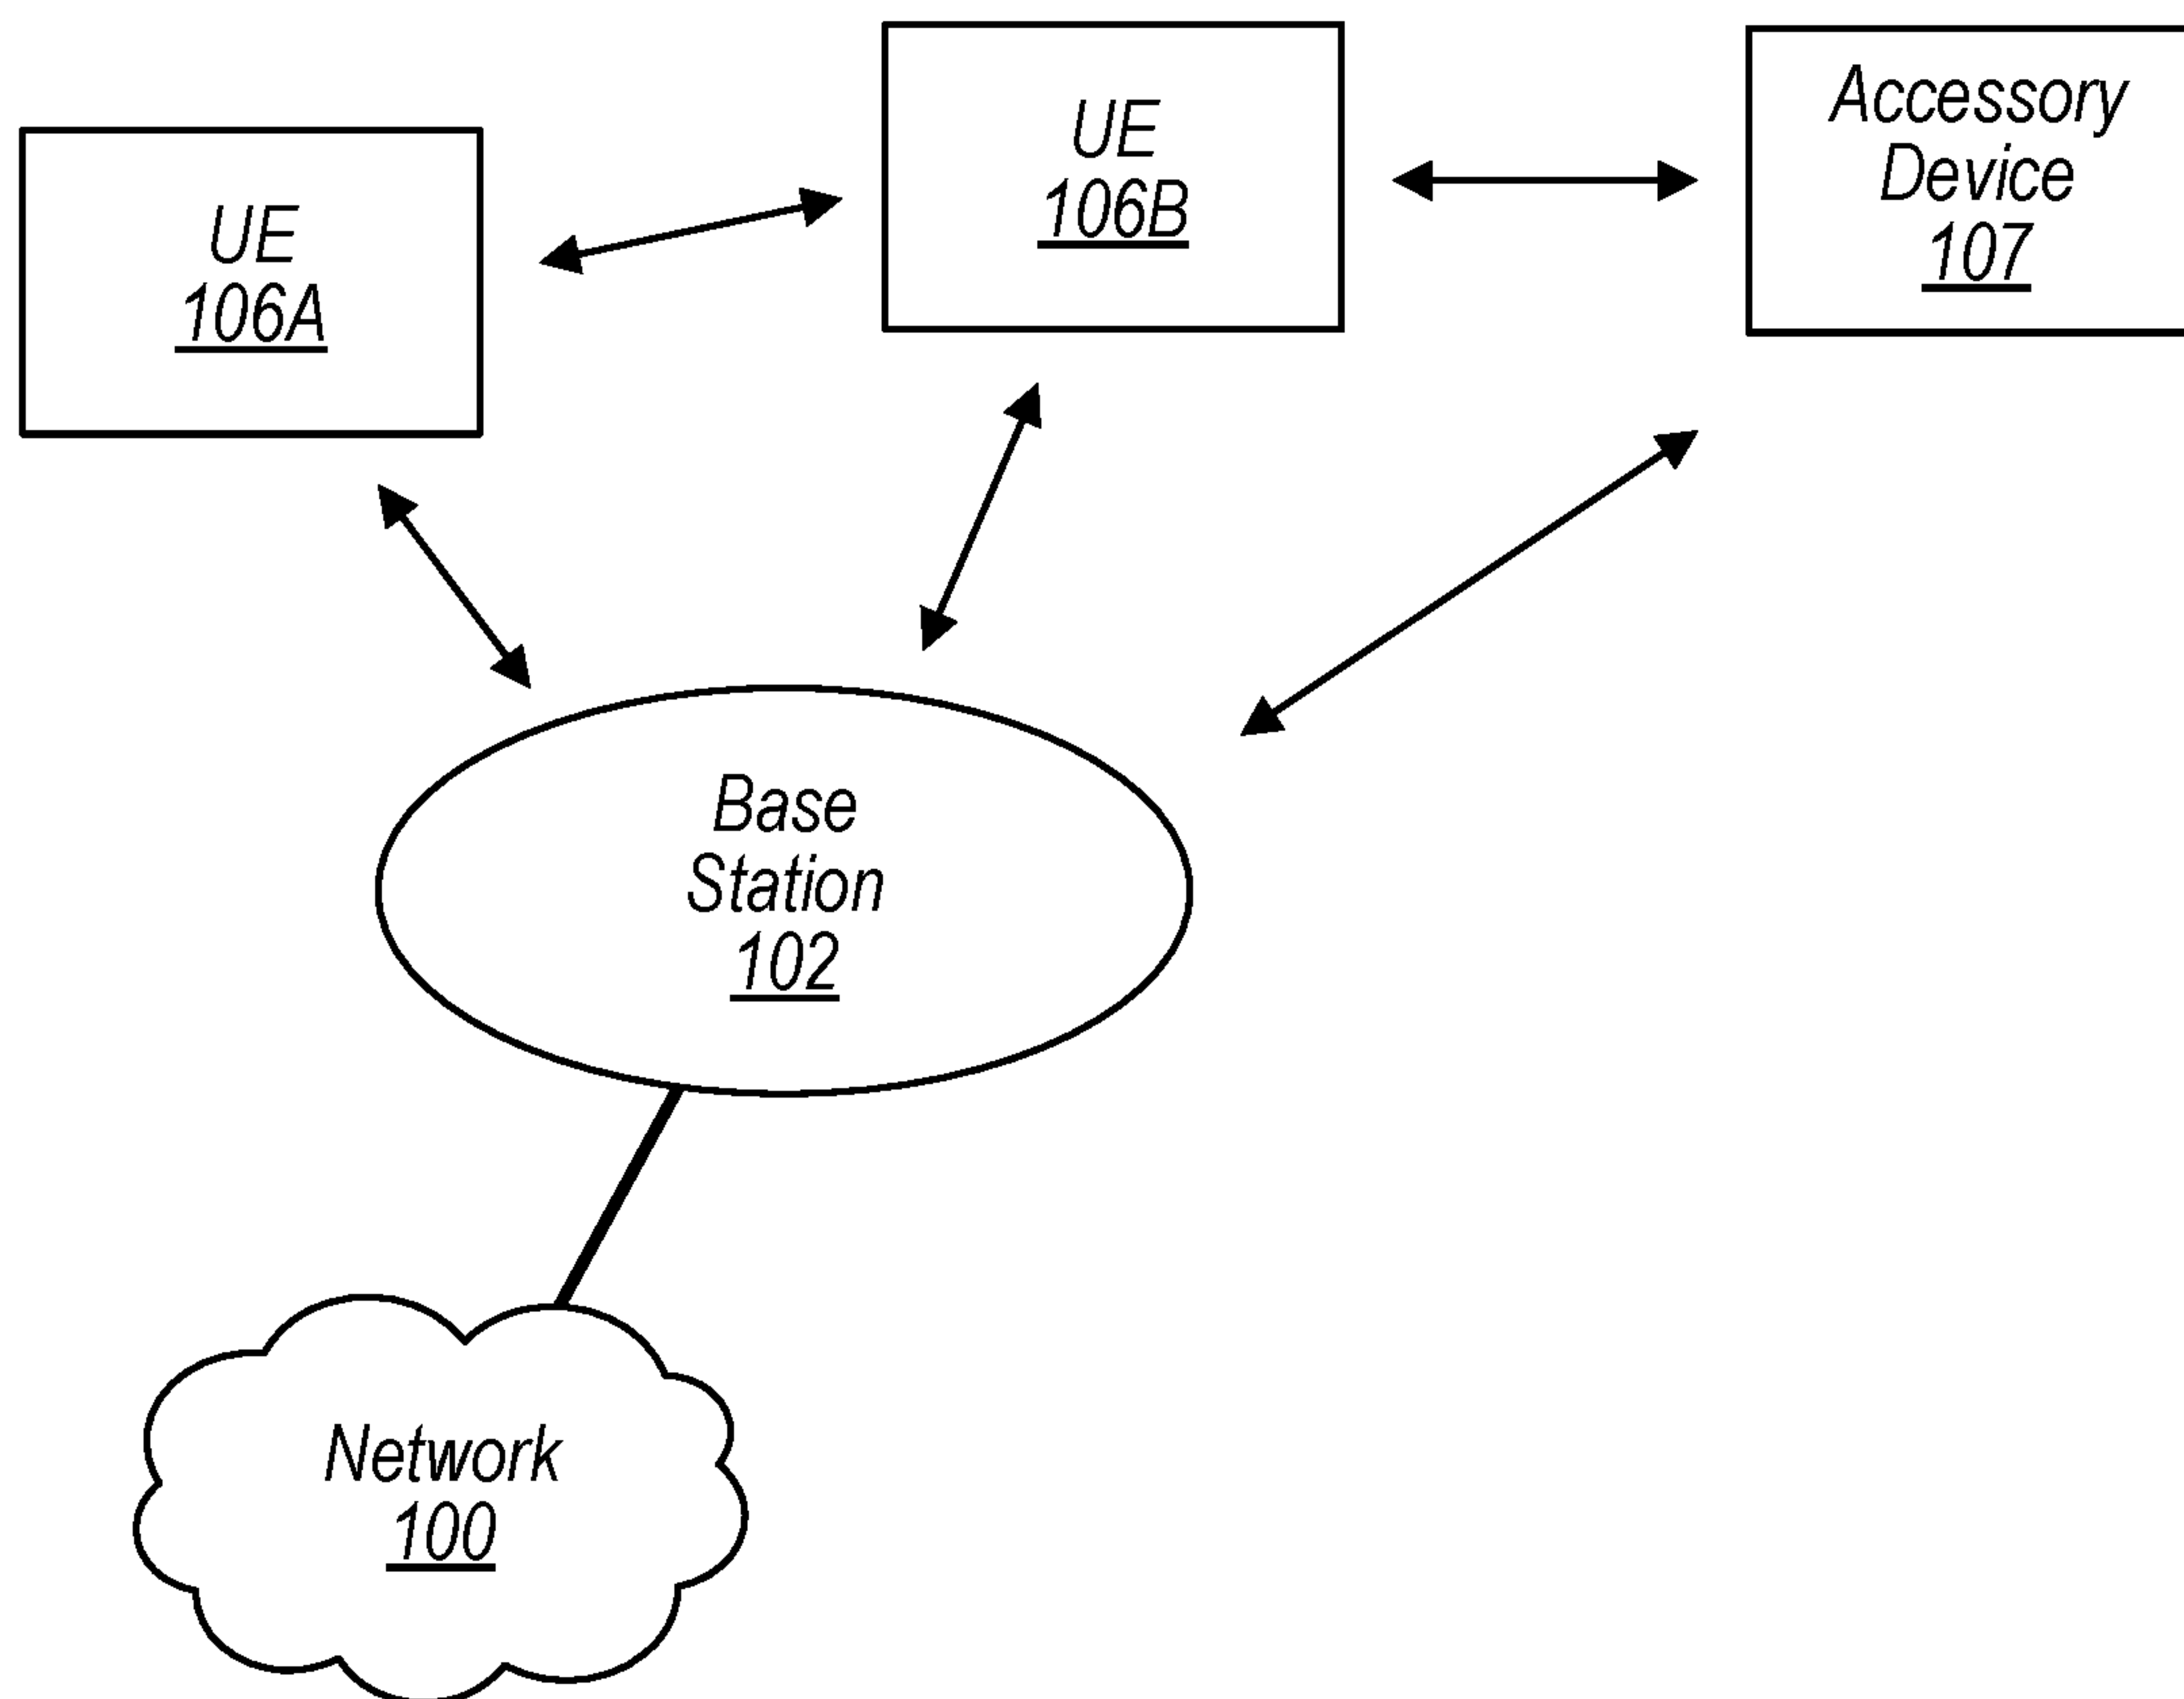 UE
106A
UE
106B
Accessory
Device
107
Base
Station
102
Network
100